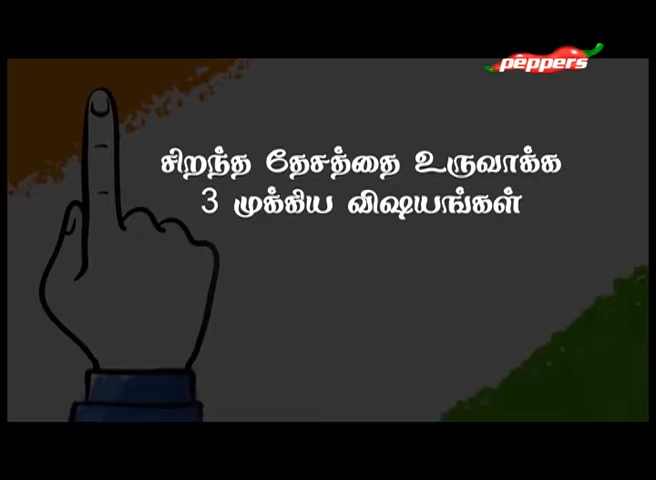 peppers
சிறந்த தேசத்தை உருவாக்க
3 முக்கிய விஷயங்கள்